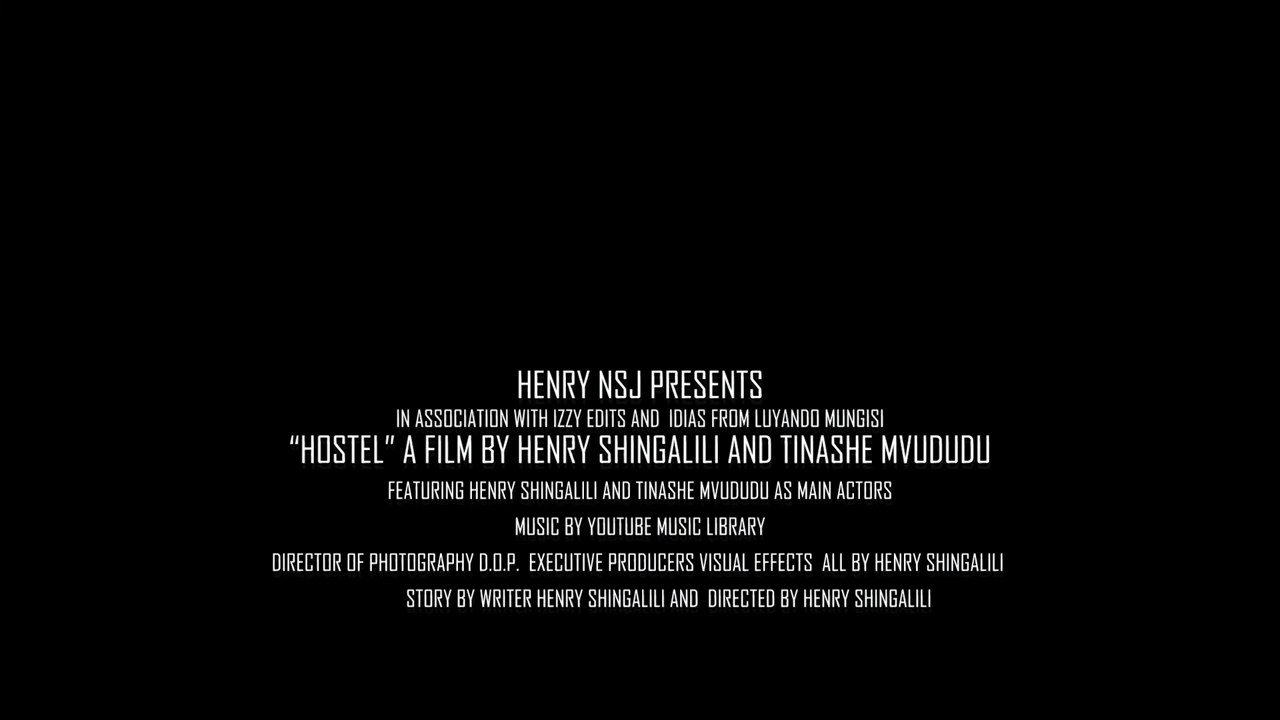 HENRY NSJ PRESENTS
IN ASSOCIATION WITH IZZY EDITS AND IDIAS FROM LUYANDO MUNGISI
“HOSTEL” A FILM BY HENRY SHINGALILI AND TINASHE MVUDUDU
FEATURING HENRY SHINGALILI AND TINASHE MVUDUDU AS MAIN ACTORS
MUSIC BY YOUTUBE MUSIC LIBRARY
DIRECTOR OF PHOTOGRAPHY D.O.P. EXECUTIVE PRODUCERS VISUAL EFFECTS ALL BY HENRY SHINGALILI
STORY BY WRITER HENRY SHINGALILI AND DIRECTED BY HENRY SHINGALILI